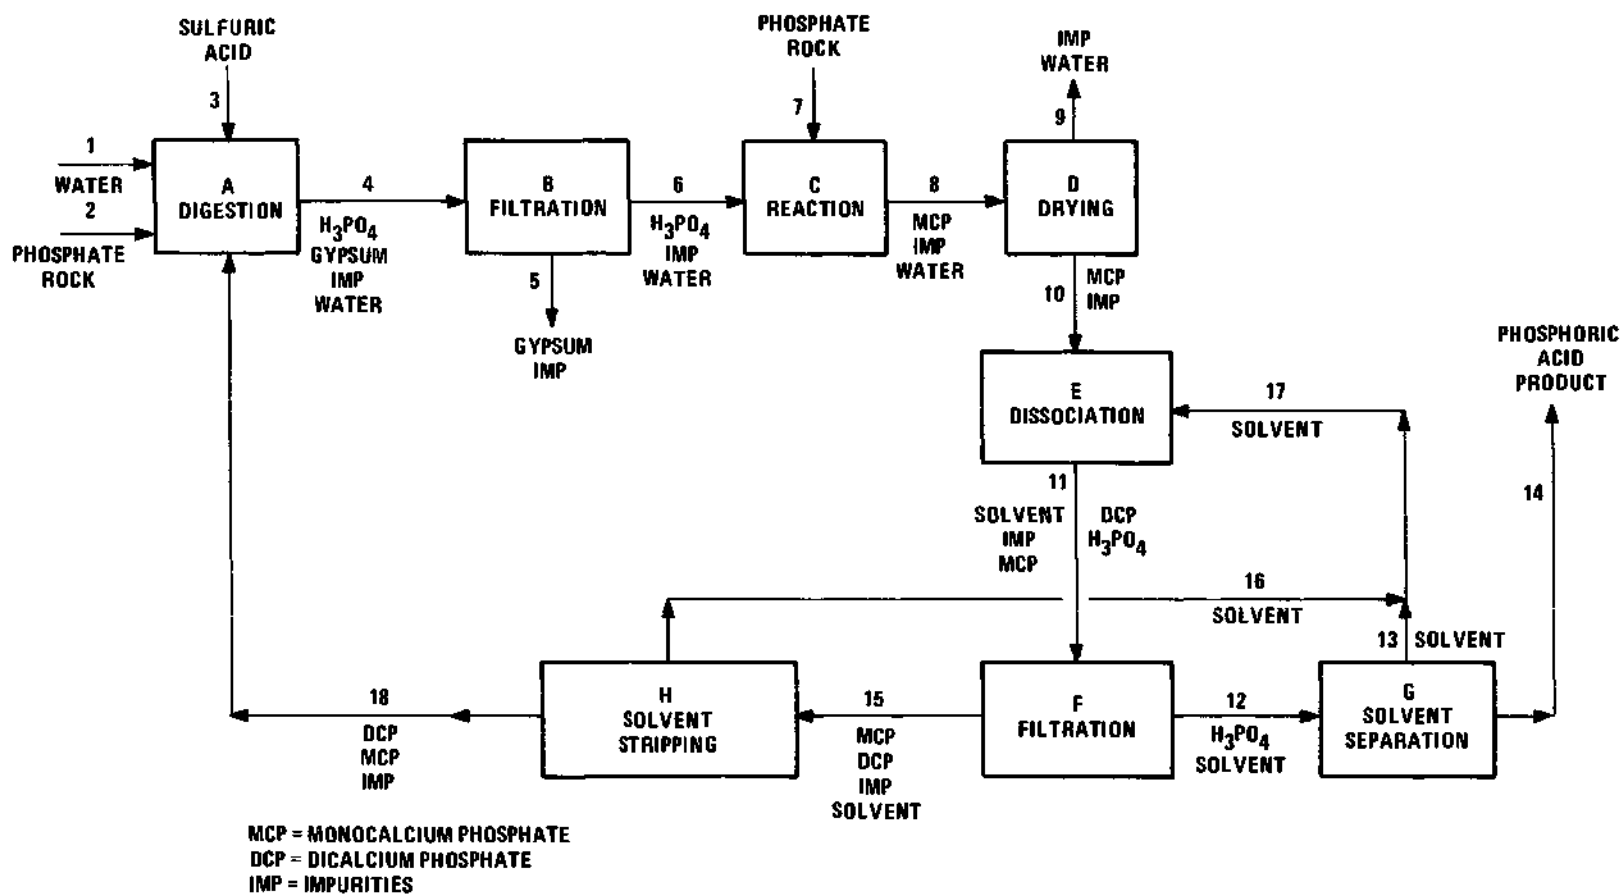 SULFURIC
ACID
3
1
WATER
2
PHOSPHATE
ROCK
A
DIGESTION
4
H3PO4
GYPSUM
IMP
WATER
B
FILTRATION
5
GYPSUM
IMP
6
H3PO4
IMP
WATER
PHOSPHATE
ROCK
7
C
REACTION
8
MCP
IMP
WATER
IMP
WATER
9
D
DRYING
10
MCP
IMP
E
DISSOCIATION
17
SOLVENT
PHOSPHORIC
ACID
PRODUCT
14
11
SOLVENT
IMP
MCP
DCP
H3PO4
16
SOLVENT
13 SOLVENT
18
DCP
MCP
IMP
H
SOLVENT
STRIPPING
15
MCP
DCP
IMP
SOLVENT
F
FILTRATION
12
H3PO4
SOLVENT
G
SOLVENT
SEPARATION
MCP = MONOCALCIUM PHOSPHATE
DCP = DICALCIUM PHOSPHATE
IMP = IMPURITIES